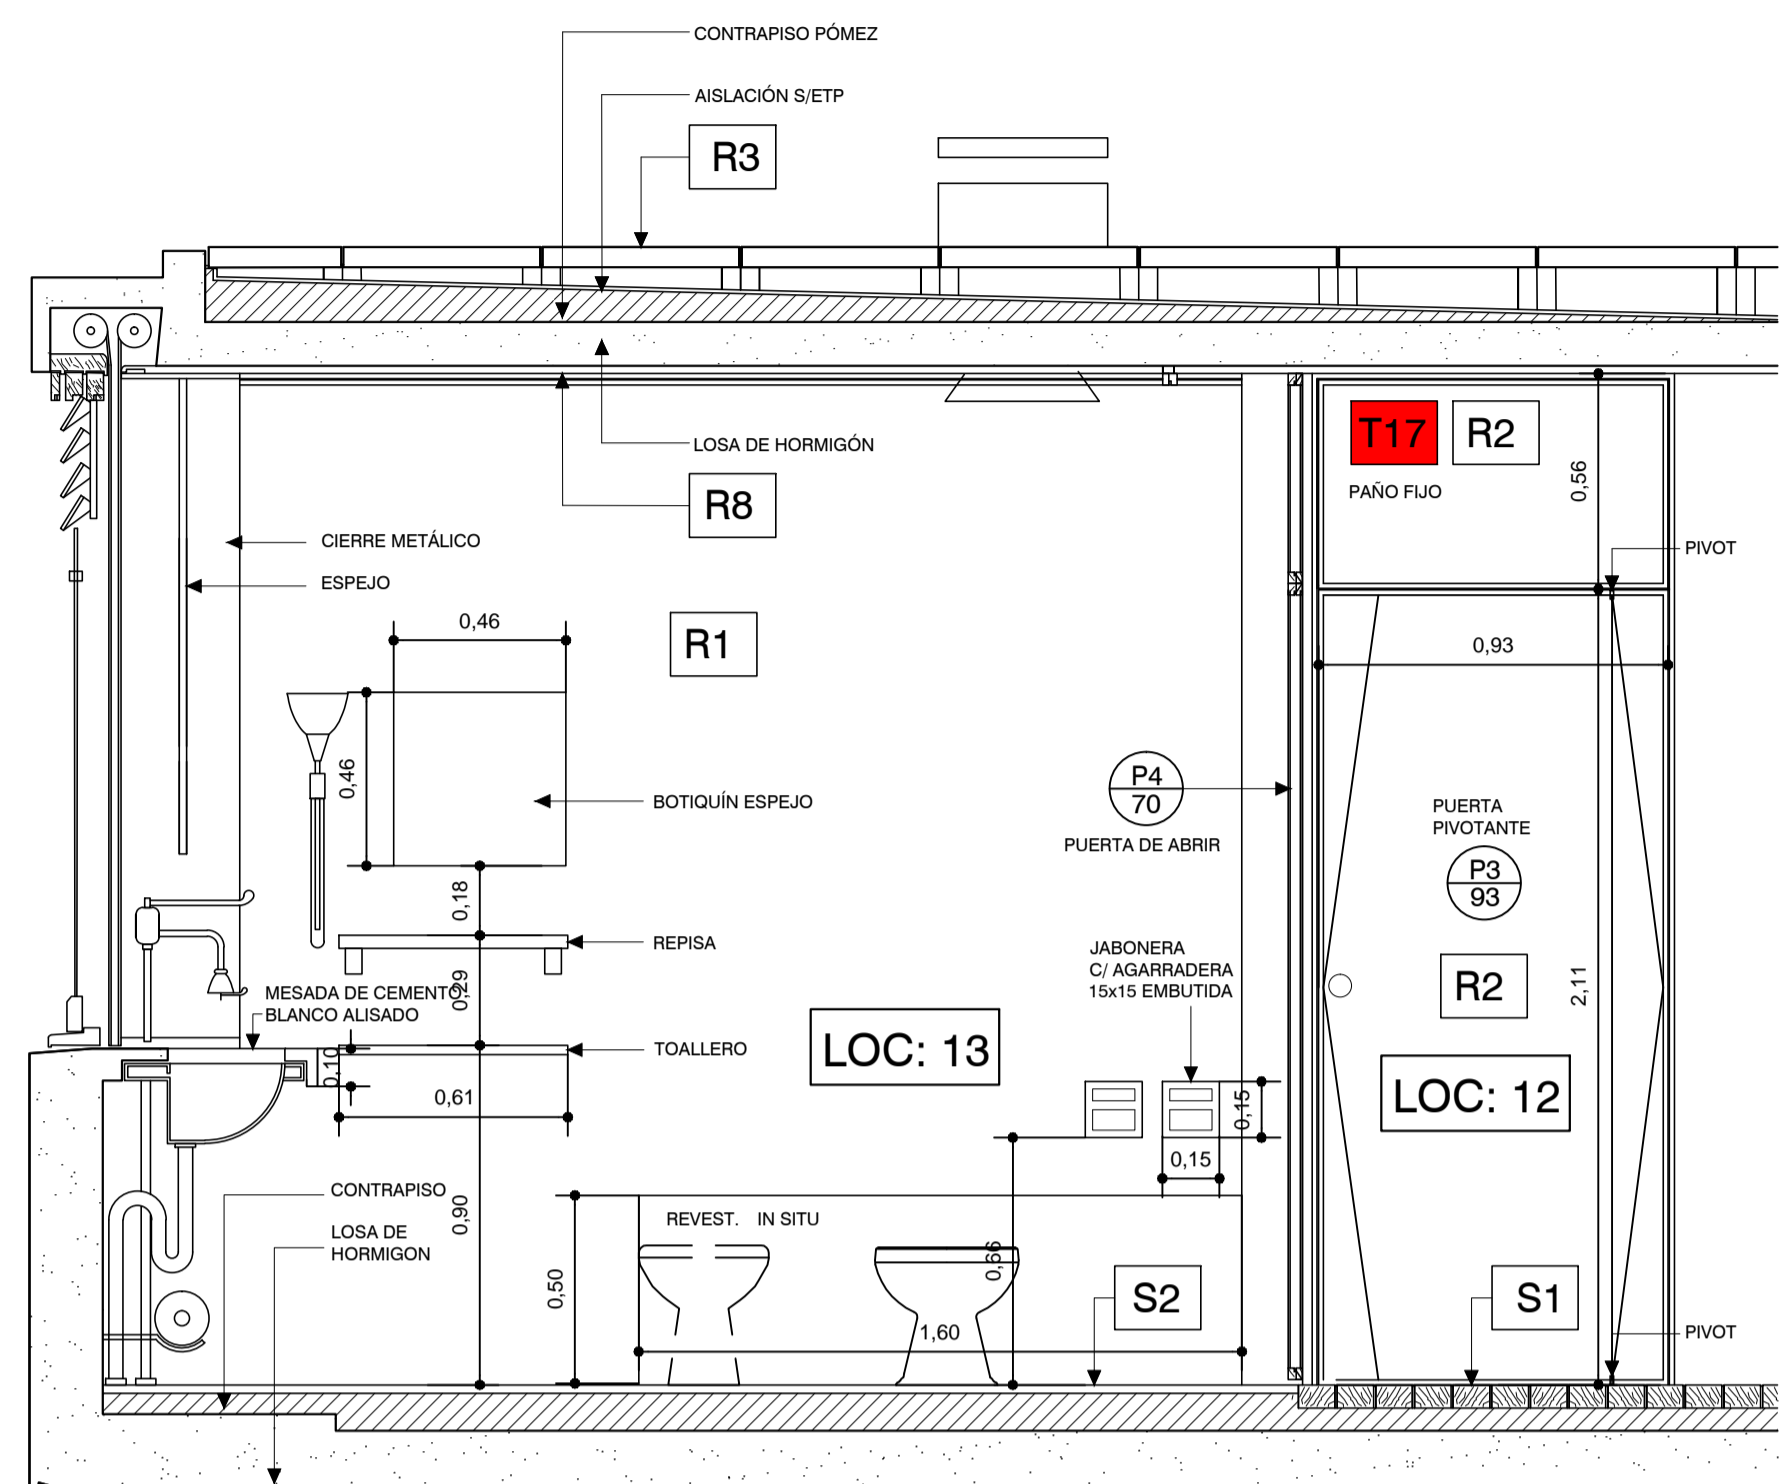 CONTRAPISO PÓMEZ
AISLACIÓN S/ETP
R3
LOSA DE HORMIGÓN
R8
T17
R2
PAÑO FIJO
0,56
PIVOT
CIERRE METÁLICO
ESPEJO
0,46
R1
0,93
0,46
BOTIQUÍN ESPEJO
P4
70
PUERTA DE ABRIR
PUERTA
PIVOTANTE
P3
93
0,18
REPISA
0,29
MESADA DE CEMENTO
BLANCO ALISADO
JABONERA
C/ AGARRADERA
15x15 EMBUTIDA
R2
2,11
LOC: 13
TOALLERO
0,10
0,61
LOC: 12
0,15
0,15
CONTRAPISO
0,90
LOSA DE
HORMIGON
REVEST. IN SITU
0,66
0,50
S2
S1
1,60
PIVOT